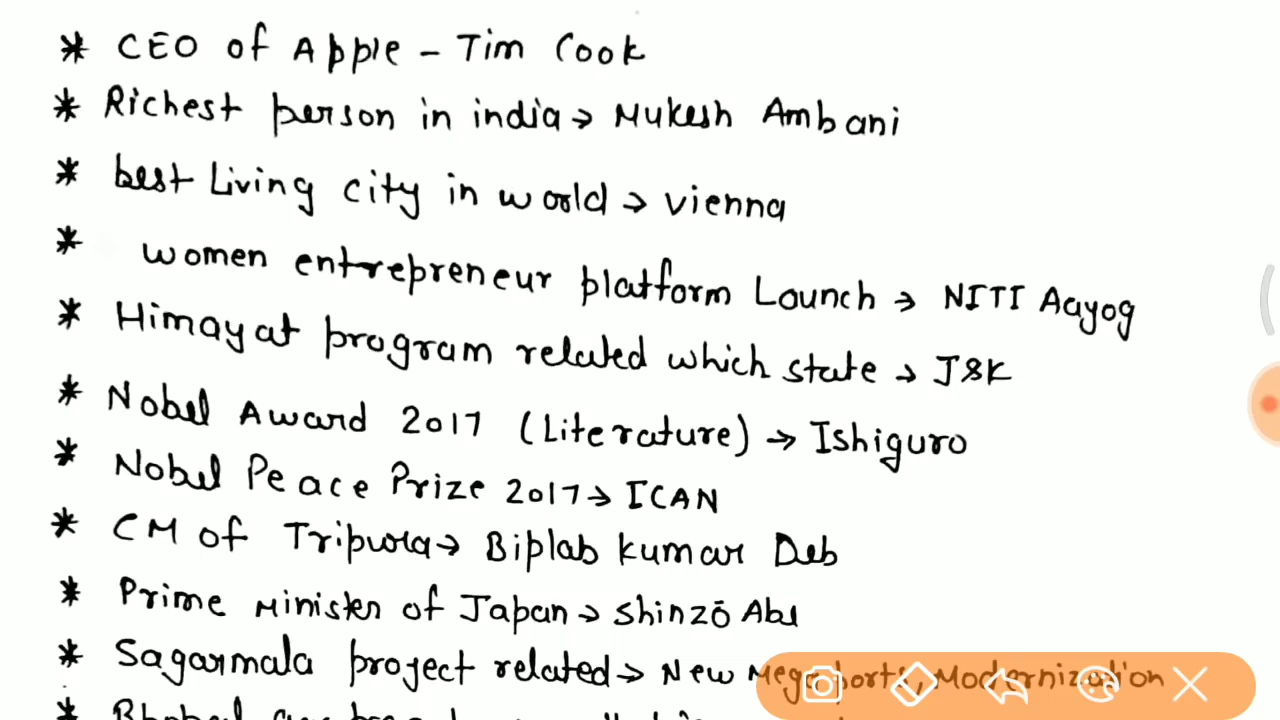 * CEO of Apple - Tim Cook
* Richest person in india → Mukesh Ambani
* best Living city in world → vienna
* women entrepreneur platform Launch → NITI Aayog
* Himayat program related which state → J&K
* Nobel Award 2017 (Literature) → Ishiguro
* Nobel Peace Prize 2017 → ICAN
* CM of Tripura → Biplab kumar Deb
* Prime Minister of Japan → Shinzō Abe
* Sagarmala project related → New Mega ports, Modernization
*